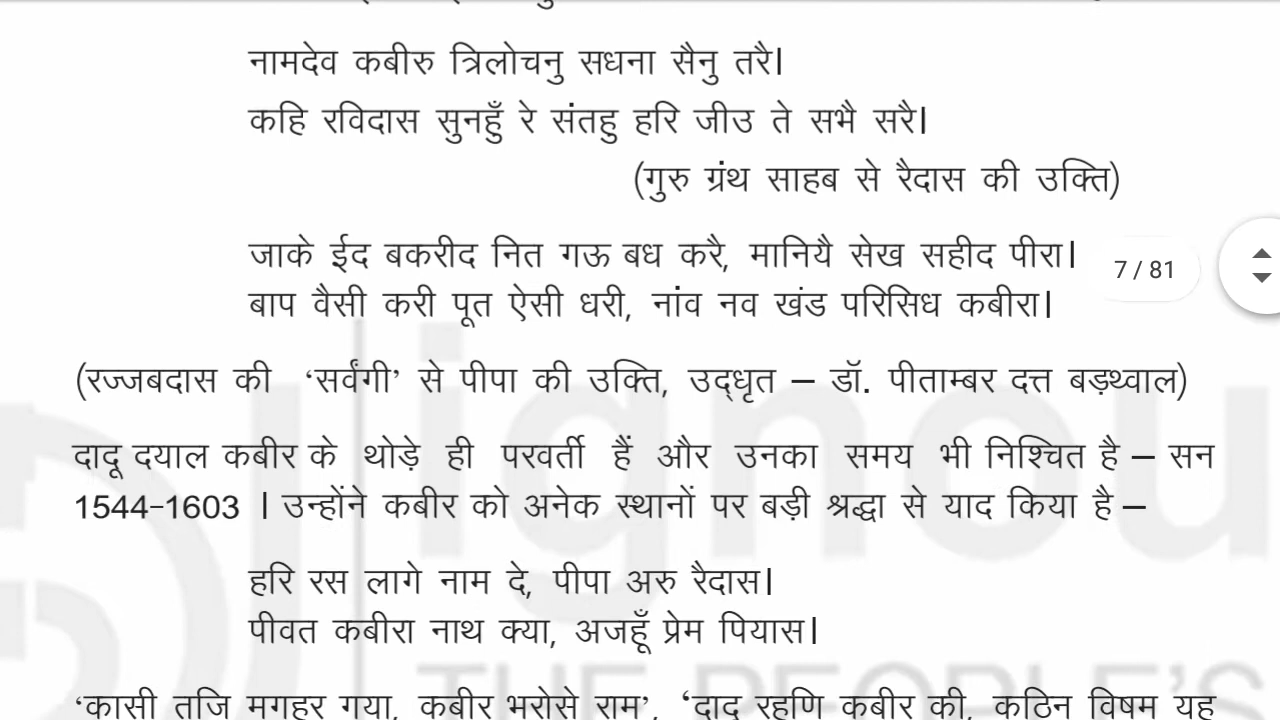 नामदेव कबीरु त्रिलोचनु सधना सैनु तरै।
कहि रविदास सुनहुँ रे संतहु हरि जीउ ते सभै सरै।
(गुरु ग्रंथ साहब से रैदास की उक्ति)
जाके ईद बकरीद नित गऊ बध करै, मानियै सेख सहीद पीरा।
7 / 81
बाप वैसी करी पूत ऐसी धरी, नांव नव खंड परिसिध कबीरा।
(रज्जबदास की ‘सर्वंगी’ से पीपा की उक्ति, उद्धृत – डॉ. पीताम्बर दत्त बड़थ्वाल)
दादू दयाल कबीर के थोड़े ही परवर्ती हैं और उनका समय भी निश्चित है – सन
1544-1603 । उन्होंने कबीर को अनेक स्थानों पर बड़ी श्रद्धा से याद किया है –
हरि रस लागे नाम दे, पीपा अरु रैदास।
पीवत कबीरा नाथ क्या, अजहूँ प्रेम पियास।
‘कासी तजि मगहर गया, कबीर भरोसे राम’, ‘दादू रहणि कबीर की, कठिन विषम यह
ignou
THE PEOPLE'S